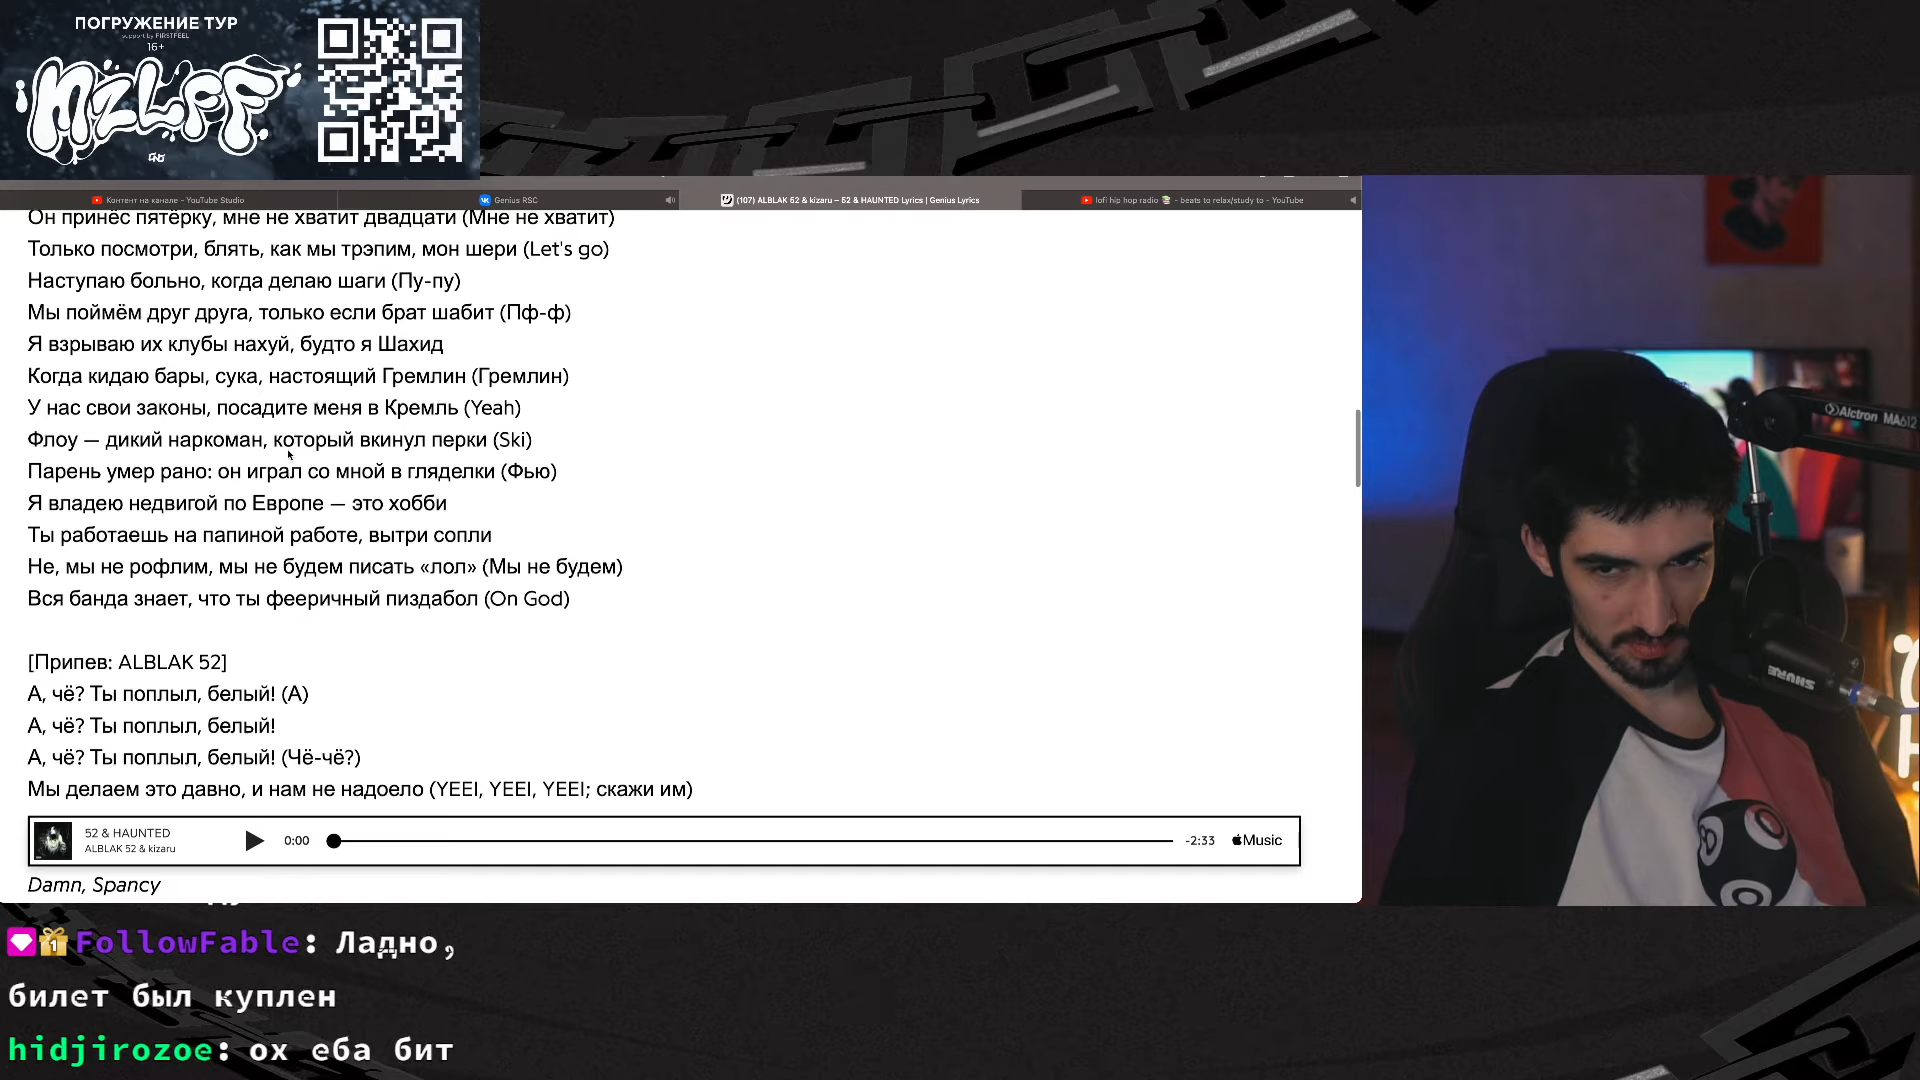 ПОГРУЖЕНИЕ ТУР
support by FIRSTFEEL
16+
MZLFF
Контент на канале - YouTube Studio
Genius RSC
(107) ALBLAK 52 & kizaru – 52 & HAUNTED Lyrics | Genius Lyrics
lofi hip hop radio 📚 - beats to relax/study to - YouTube
Он принёс пятёрку, мне не хватит двадцати (Мне не хватит)
Только посмотри, блять, как мы трэпим, мон шери (Let's go)
Наступаю больно, когда делаю шаги (Пу-пу)
Мы поймём друг друга, только если брат шабит (Пф-ф)
Я взрываю их клубы нахуй, будто я Шахид
Когда кидаю бары, сука, настоящий Гремлин (Гремлин)
У нас свои законы, посадите меня в Кремль (Yeah)
Флоу — дикий наркоман, который вкинул перки (Ski)
Парень умер рано: он играл со мной в гляделки (Фью)
Я владею недвигой по Европе — это хобби
Ты работаешь на папиной работе, вытри сопли
Не, мы не рофлим, мы не будем писать «лол» (Мы не будем)
Вся банда знает, что ты фееричный пиздабол (On God)
[Припев: ALBLAK 52]
А, чё? Ты поплыл, белый! (А)
А, чё? Ты поплыл, белый!
А, чё? Ты поплыл, белый! (Чё-чё?)
Мы делаем это давно, и нам не надоело (YEEI, YEEI, YEEI; скажи им)
52 & HAUNTED
ALBLAK 52 & kizaru
0:00
-2:33
Music
Damn, Spancy
FollowFable: Ладно,
билет был куплен
hidjirozoe: ох еба бит
Alctron MA612
SHURE